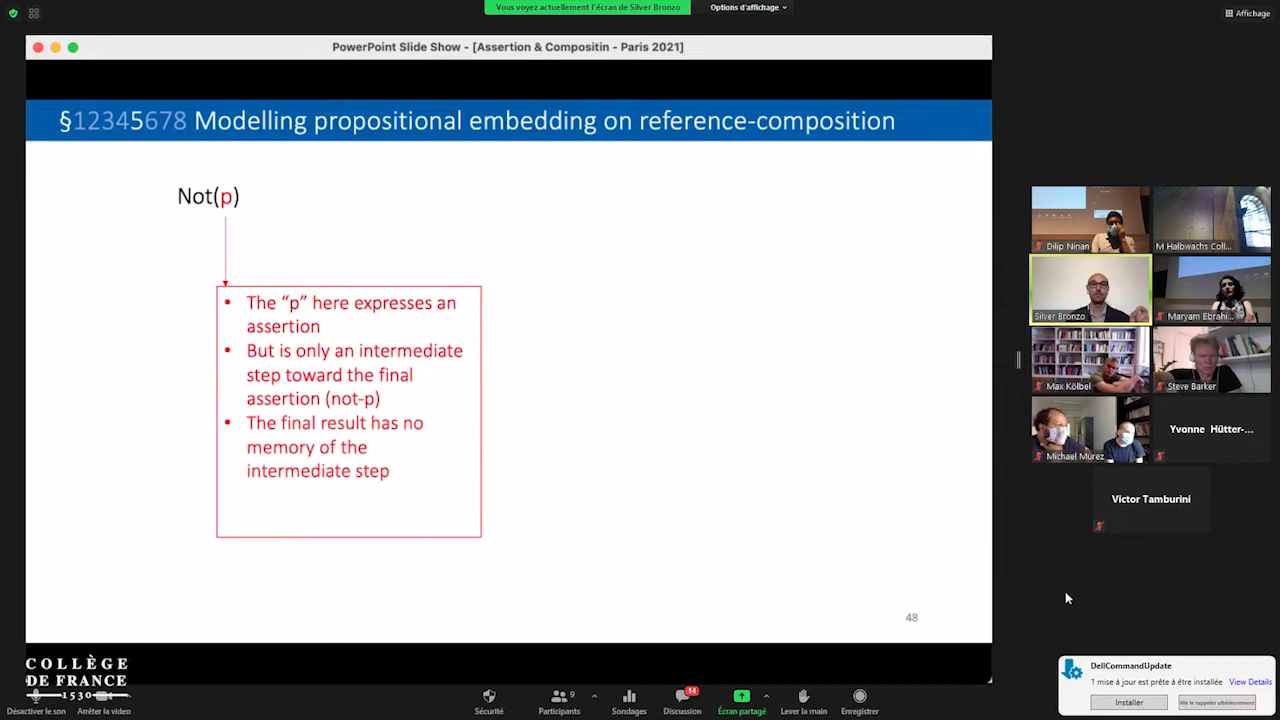 Vous voyez actuellement l'écran de Silver Bronzo
Options d'affichage
Affichage
PowerPoint Slide Show - [Assertion & Compositin - Paris 2021]
§12345678 Modelling propositional embedding on reference-composition
Not(p)
• The “p” here expresses an
assertion
• But is only an intermediate
step toward the final
assertion (not-p)
• The final result has no
memory of the
intermediate step
48
Dilip Ninan
M Halbwachs Coll...
Silver Bronzo
Maryam Ebrahi...
Max Kölbel
Steve Barker
Michael Murez
Yvonne Hütter-...
Victor Tamburini
COLLÈGE
DE FRANCE
1530
DellCommandUpdate
1 mise à jour est prête à être installée
View Details
Installer
Me le rappeler ultérieurement
Désactiver le son
Arrêter la vidéo
Sécurité
Participants
9
Sondages
Discussion
14
Écran partagé
Lever la main
Enregistrer